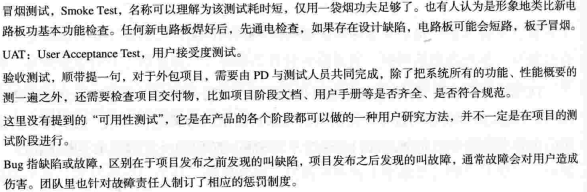 冒烟测试，Smoke Test，名称可以理解为该测试耗时短，仅用一袋烟功夫足够了。也有人认为是形象地类比新电
路板功基本功能检查。任何新电路板焊好后，先通电检查，如果存在设计缺陷，电路板可能会短路，板子冒烟。
UAT：User Acceptance Test，用户接受度测试。
验收测试，顺带提一句，对于外包项目，需要由 PD 与测试人员共同完成，除了把系统所有的功能、性能概要的
测一遍之外，还需要检查项目交付物，比如项目阶段文档、用户手册等是否齐全、是否符合规范。
这里没有提到的“可用性测试”，它是在产品的各个阶段都可以做的一种用户研究方法，并不一定是在项目的测
试阶段进行。
Bug 指缺陷或故障，区别在于项目发布之前发现的叫缺陷，项目发布之后发现的叫故障，通常故障会对用户造成
伤害。团队里也针对故障责任人制订了相应的惩罚制度。